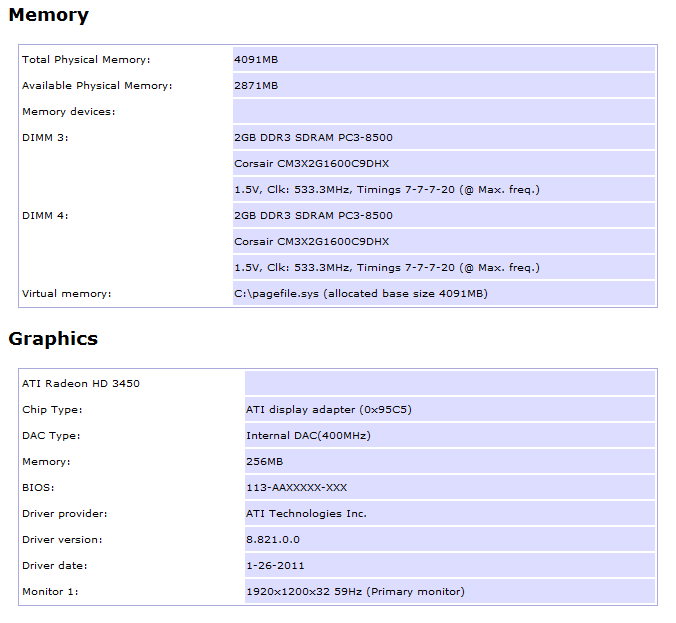 Memory
Total Physical Memory: 4091MB
Available Physical Memory: 2871MB
Memory devices:
DIMM 3: 2GB DDR3 SDRAM PC3-8500
Corsair CM3X2G1600C9DHX
1.5V, Clk: 533.3MHz, Timings 7-7-7-20 (@ Max. freq.)
DIMM 4: 2GB DDR3 SDRAM PC3-8500
Corsair CM3X2G1600C9DHX
1.5V, Clk: 533.3MHz, Timings 7-7-7-20 (@ Max. freq.)
Virtual memory: C:\pagefile.sys (allocated base size 4091MB)
Graphics
ATI Radeon HD 3450
Chip Type: ATI display adapter (0x95C5)
DAC Type: Internal DAC(400MHz)
Memory: 256MB
BIOS: 113-AAXXXXX-XXX
Driver provider: ATI Technologies Inc.
Driver version: 8.821.0.0
Driver date: 1-26-2011
Monitor 1: 1920x1200x32 59Hz (Primary monitor)